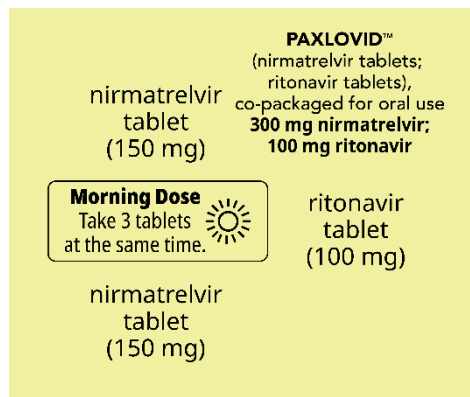 PAXLOVID™
(nirmatrelvir tablets;
ritonavir tablets),
co-packaged for oral use
300 mg nirmatrelvir;
100 mg ritonavir
nirmatrelvir
tablet
(150 mg)
Morning Dose
Take 3 tablets
at the same time.
ritonavir
tablet
(100 mg)
nirmatrelvir
tablet
(150 mg)